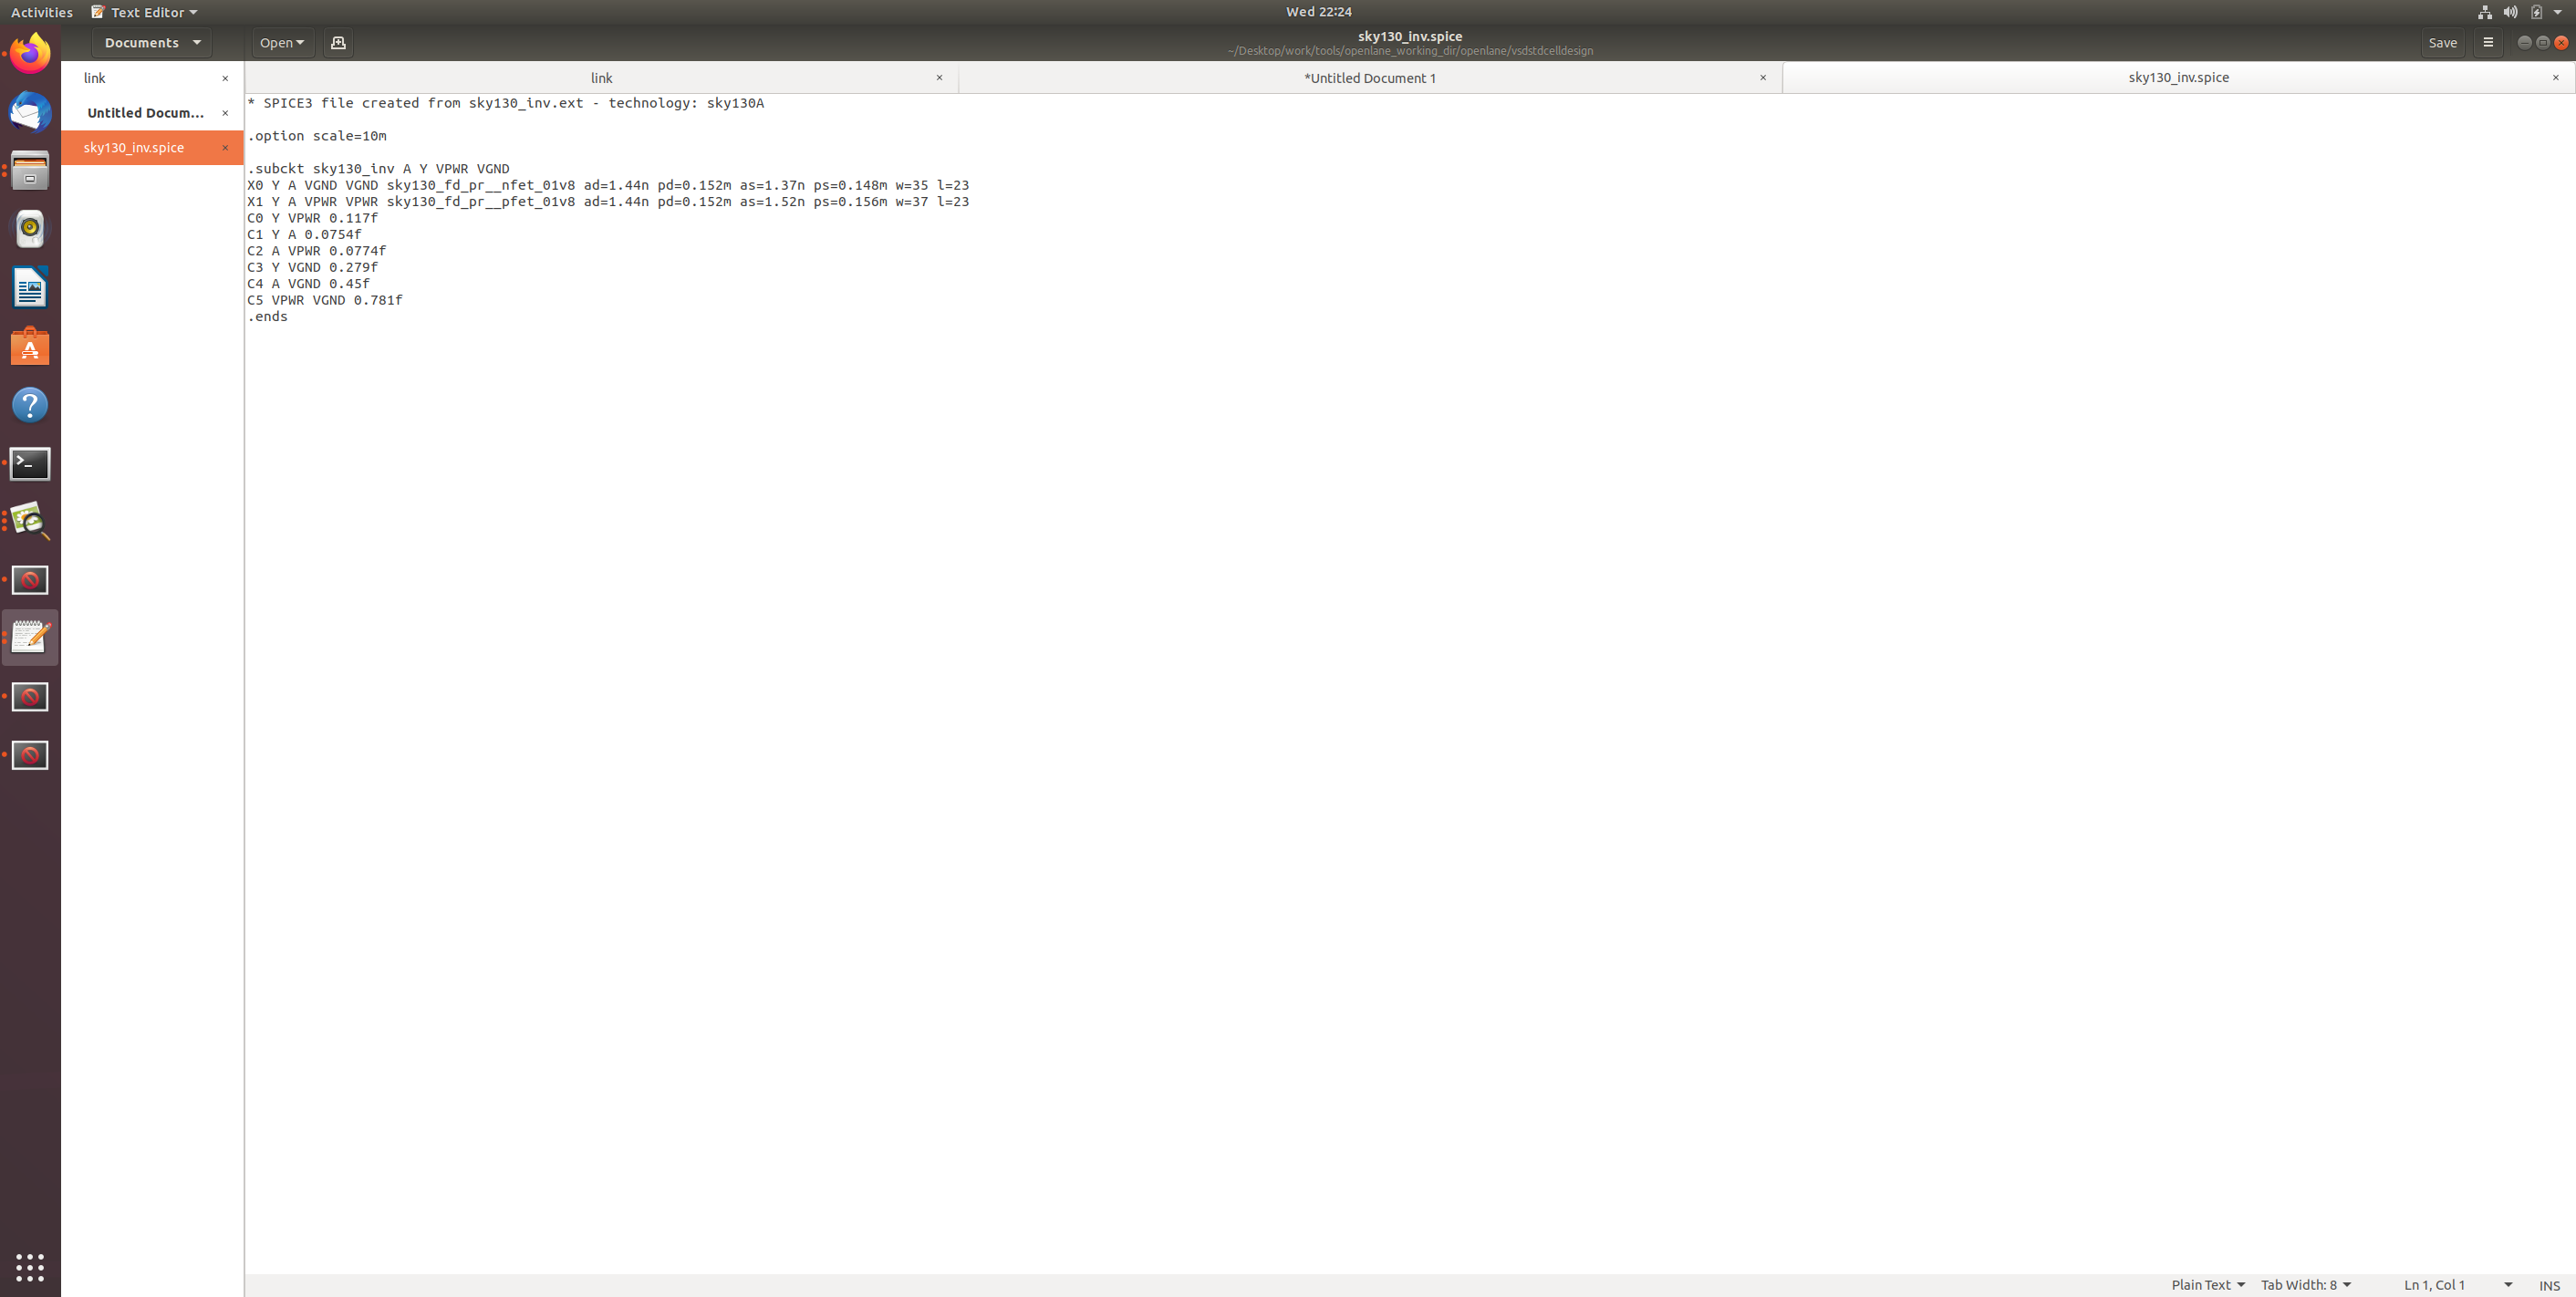 Activities Text Editor Wed 22:24
Documents Open sky130_inv.spice Save
~/Desktop/work/tools/openlane_working_dir/openlane/vsdstdcelldesign
link
Untitled Docum...
sky130_inv.spice
link *Untitled Document 1 sky130_inv.spice
* SPICE3 file created from sky130_inv.ext - technology: sky130A
.option scale=10m
.subckt sky130_inv A Y VPWR VGND
X0 Y A VGND VGND sky130_fd_pr__nfet_01v8 ad=1.44n pd=0.152m as=1.37n ps=0.148m w=35 l=23
X1 Y A VPWR VPWR sky130_fd_pr__pfet_01v8 ad=1.44n pd=0.152m as=1.52n ps=0.156m w=37 l=23
C0 Y VPWR 0.117f
C1 Y A 0.0754f
C2 A VPWR 0.0774f
C3 Y VGND 0.279f
C4 A VGND 0.45f
C5 VPWR VGND 0.781f
.ends
Plain Text Tab Width: 8 Ln 1, Col 1 INS